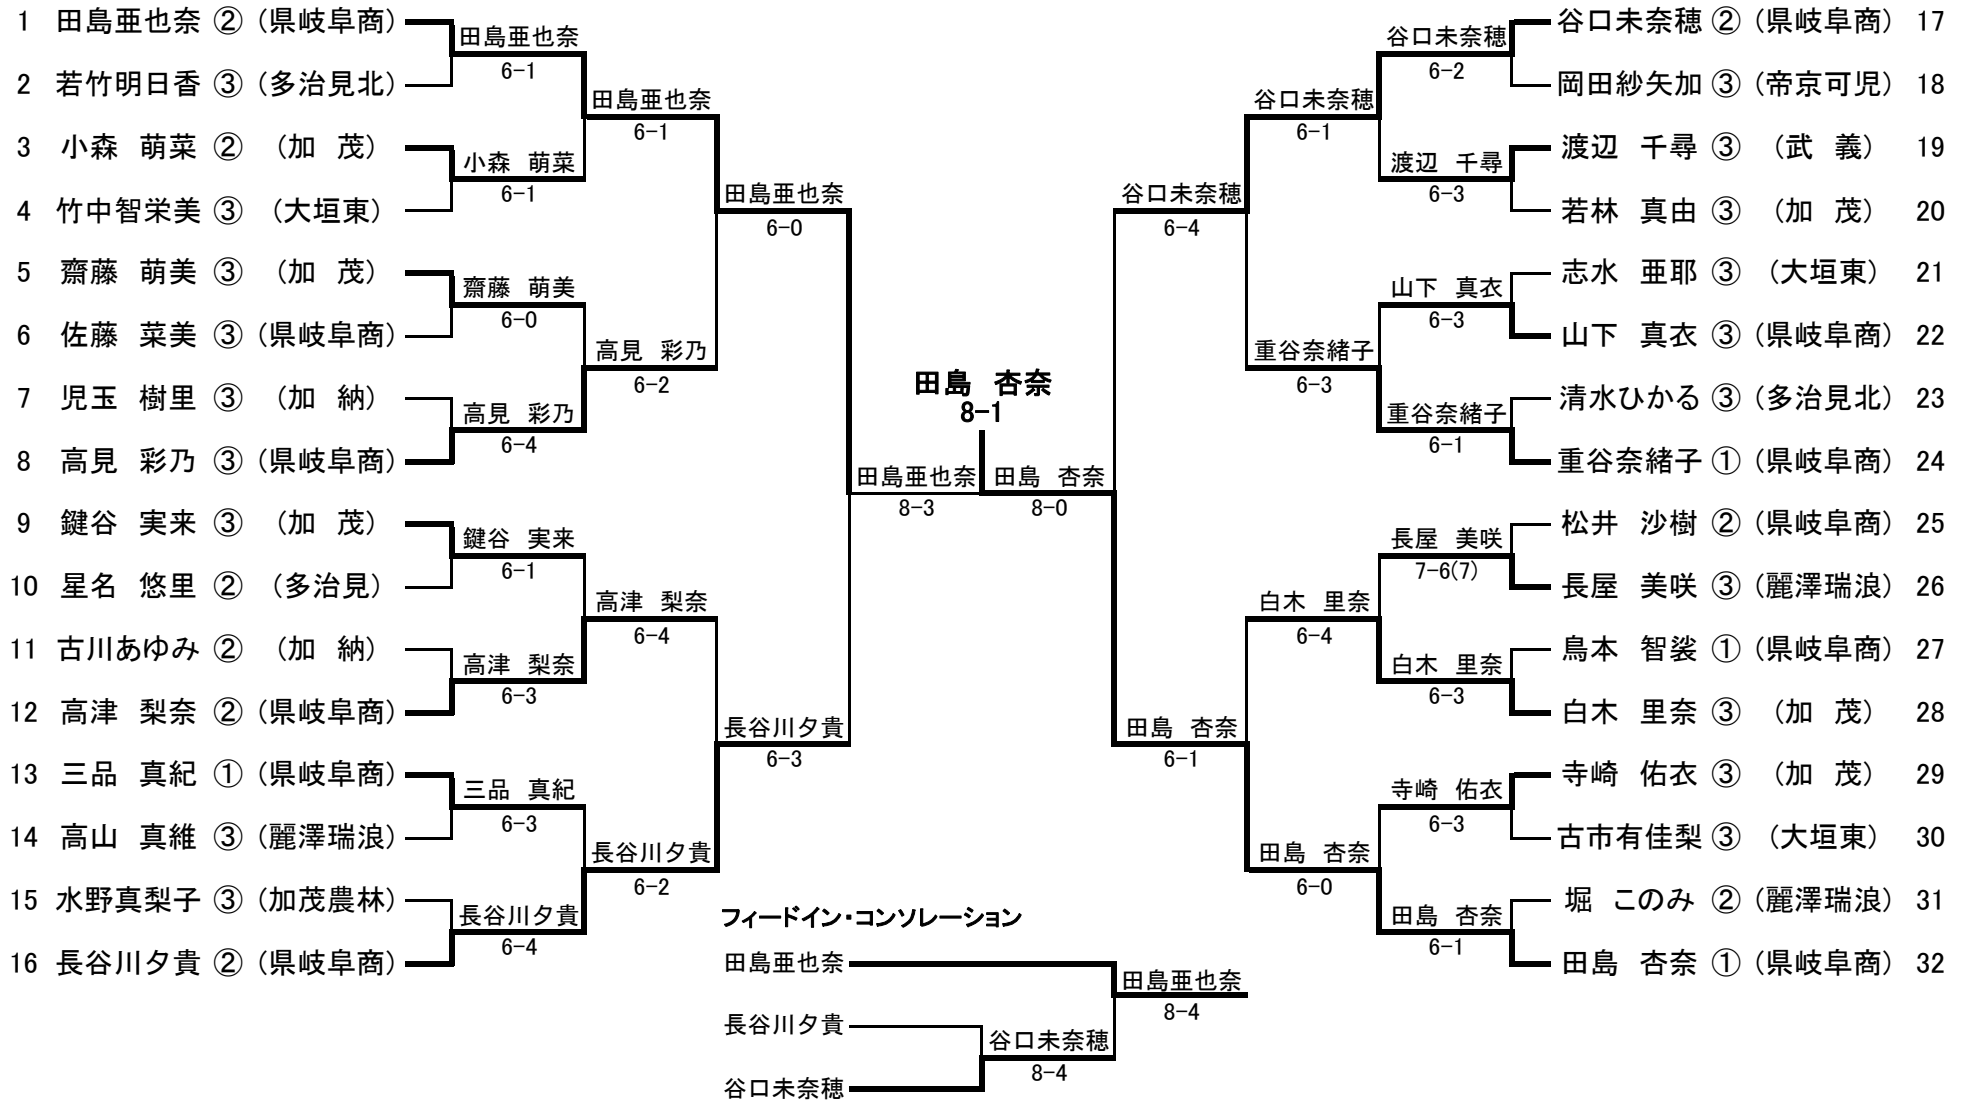 1 田島亜也奈 ② (県岐阜商)
2 若竹明日香 ③ (多治見北)
3 小森 萌菜 ② (加 茂)
4 竹中智栄美 ③ (大垣東)
5 齋藤 萌美 ③ (加 茂)
6 佐藤 菜美 ③ (県岐阜商)
7 児玉 樹里 ③ (加 納)
8 高見 彩乃 ③ (県岐阜商)
9 鍵谷 実来 ③ (加 茂)
10 星名 悠里 ② (多治見)
11 古川あゆみ ② (加 納)
12 高津 梨奈 ② (県岐阜商)
13 三品 真紀 ① (県岐阜商)
14 高山 真維 ③ (麗澤瑞浪)
15 水野真梨子 ③ (加茂農林)
16 長谷川夕貴 ② (県岐阜商)
田島亜也奈
6-1
小森 萌菜
6-1
齋藤 萌美
6-0
高見 彩乃
6-4
鍵谷 実来
6-1
高津 梨奈
6-3
三品 真紀
6-3
長谷川夕貴
6-4
田島亜也奈
6-1
高見 彩乃
6-2
高津 梨奈
6-4
長谷川夕貴
6-2
田島亜也奈
6-0
長谷川夕貴
6-3
田島亜也奈
8-3
田島 杏奈
8-1
田島 杏奈
8-0
谷口未奈穂
6-4
田島 杏奈
6-1
谷口未奈穂
6-1
重谷奈緒子
6-3
白木 里奈
6-4
田島 杏奈
6-0
谷口未奈穂
6-2
渡辺 千尋
6-3
山下 真衣
6-3
重谷奈緒子
6-1
長屋 美咲
7-6(7)
白木 里奈
6-3
寺崎 佑衣
6-3
田島 杏奈
6-1
谷口未奈穂 ② (県岐阜商) 17
岡田紗矢加 ③ (帝京可児) 18
渡辺 千尋 ③ (武 義) 19
若林 真由 ③ (加 茂) 20
志水 亜耶 ③ (大垣東) 21
山下 真衣 ③ (県岐阜商) 22
清水ひかる ③ (多治見北) 23
重谷奈緒子 ① (県岐阜商) 24
松井 沙樹 ② (県岐阜商) 25
長屋 美咲 ③ (麗澤瑞浪) 26
鳥本 智裟 ① (県岐阜商) 27
白木 里奈 ③ (加 茂) 28
寺崎 佑衣 ③ (加 茂) 29
古市有佳梨 ③ (大垣東) 30
堀 このみ ② (麗澤瑞浪) 31
田島 杏奈 ① (県岐阜商) 32
フィードイン・コンソレーション
田島亜也奈
長谷川夕貴
谷口未奈穂
谷口未奈穂
8-4
田島亜也奈
8-4